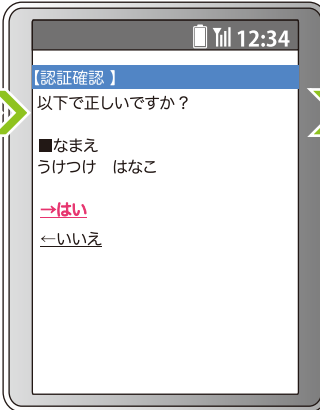 12:34
【認証確認 】
以下で正しいですか？
■なまえ
うけつけ　はなこ
→はい
←いいえ